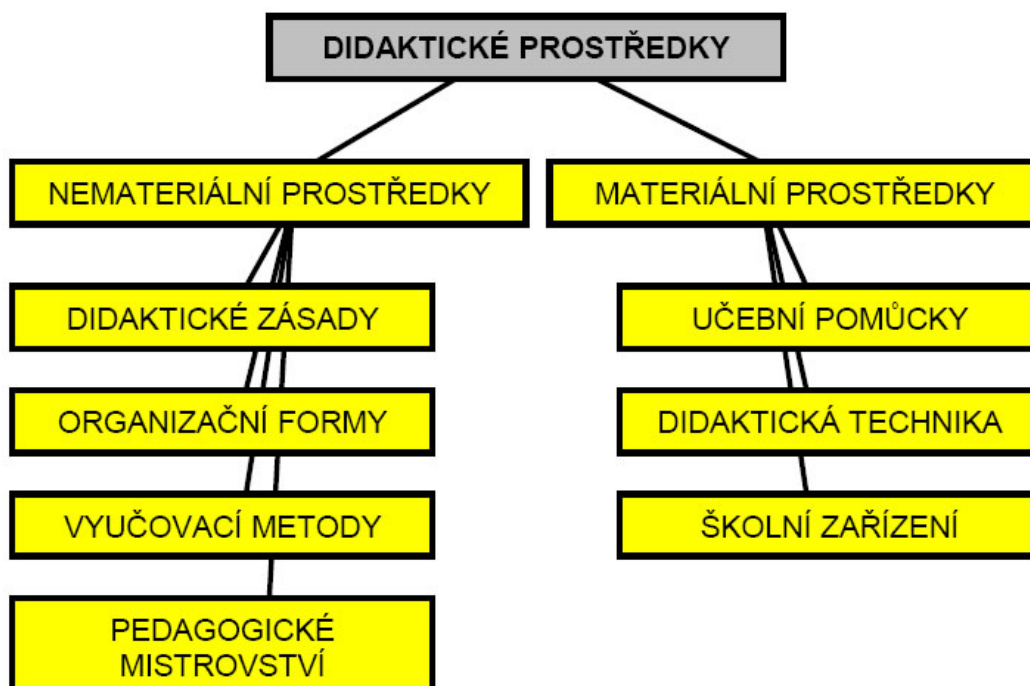 DIDAKTICKÉ PROSTŘEDKY
NEMATERIÁLNÍ PROSTŘEDKY
DIDAKTICKÉ ZÁSADY
ORGANIZAČNÍ FORMY
VYUČOVACÍ METODY
PEDAGOGICKÉ
MISTROVSTVÍ
MATERIÁLNÍ PROSTŘEDKY
UČEBNÍ POMŮCKY
DIDAKTICKÁ TECHNIKA
ŠKOLNÍ ZAŘÍZENÍ